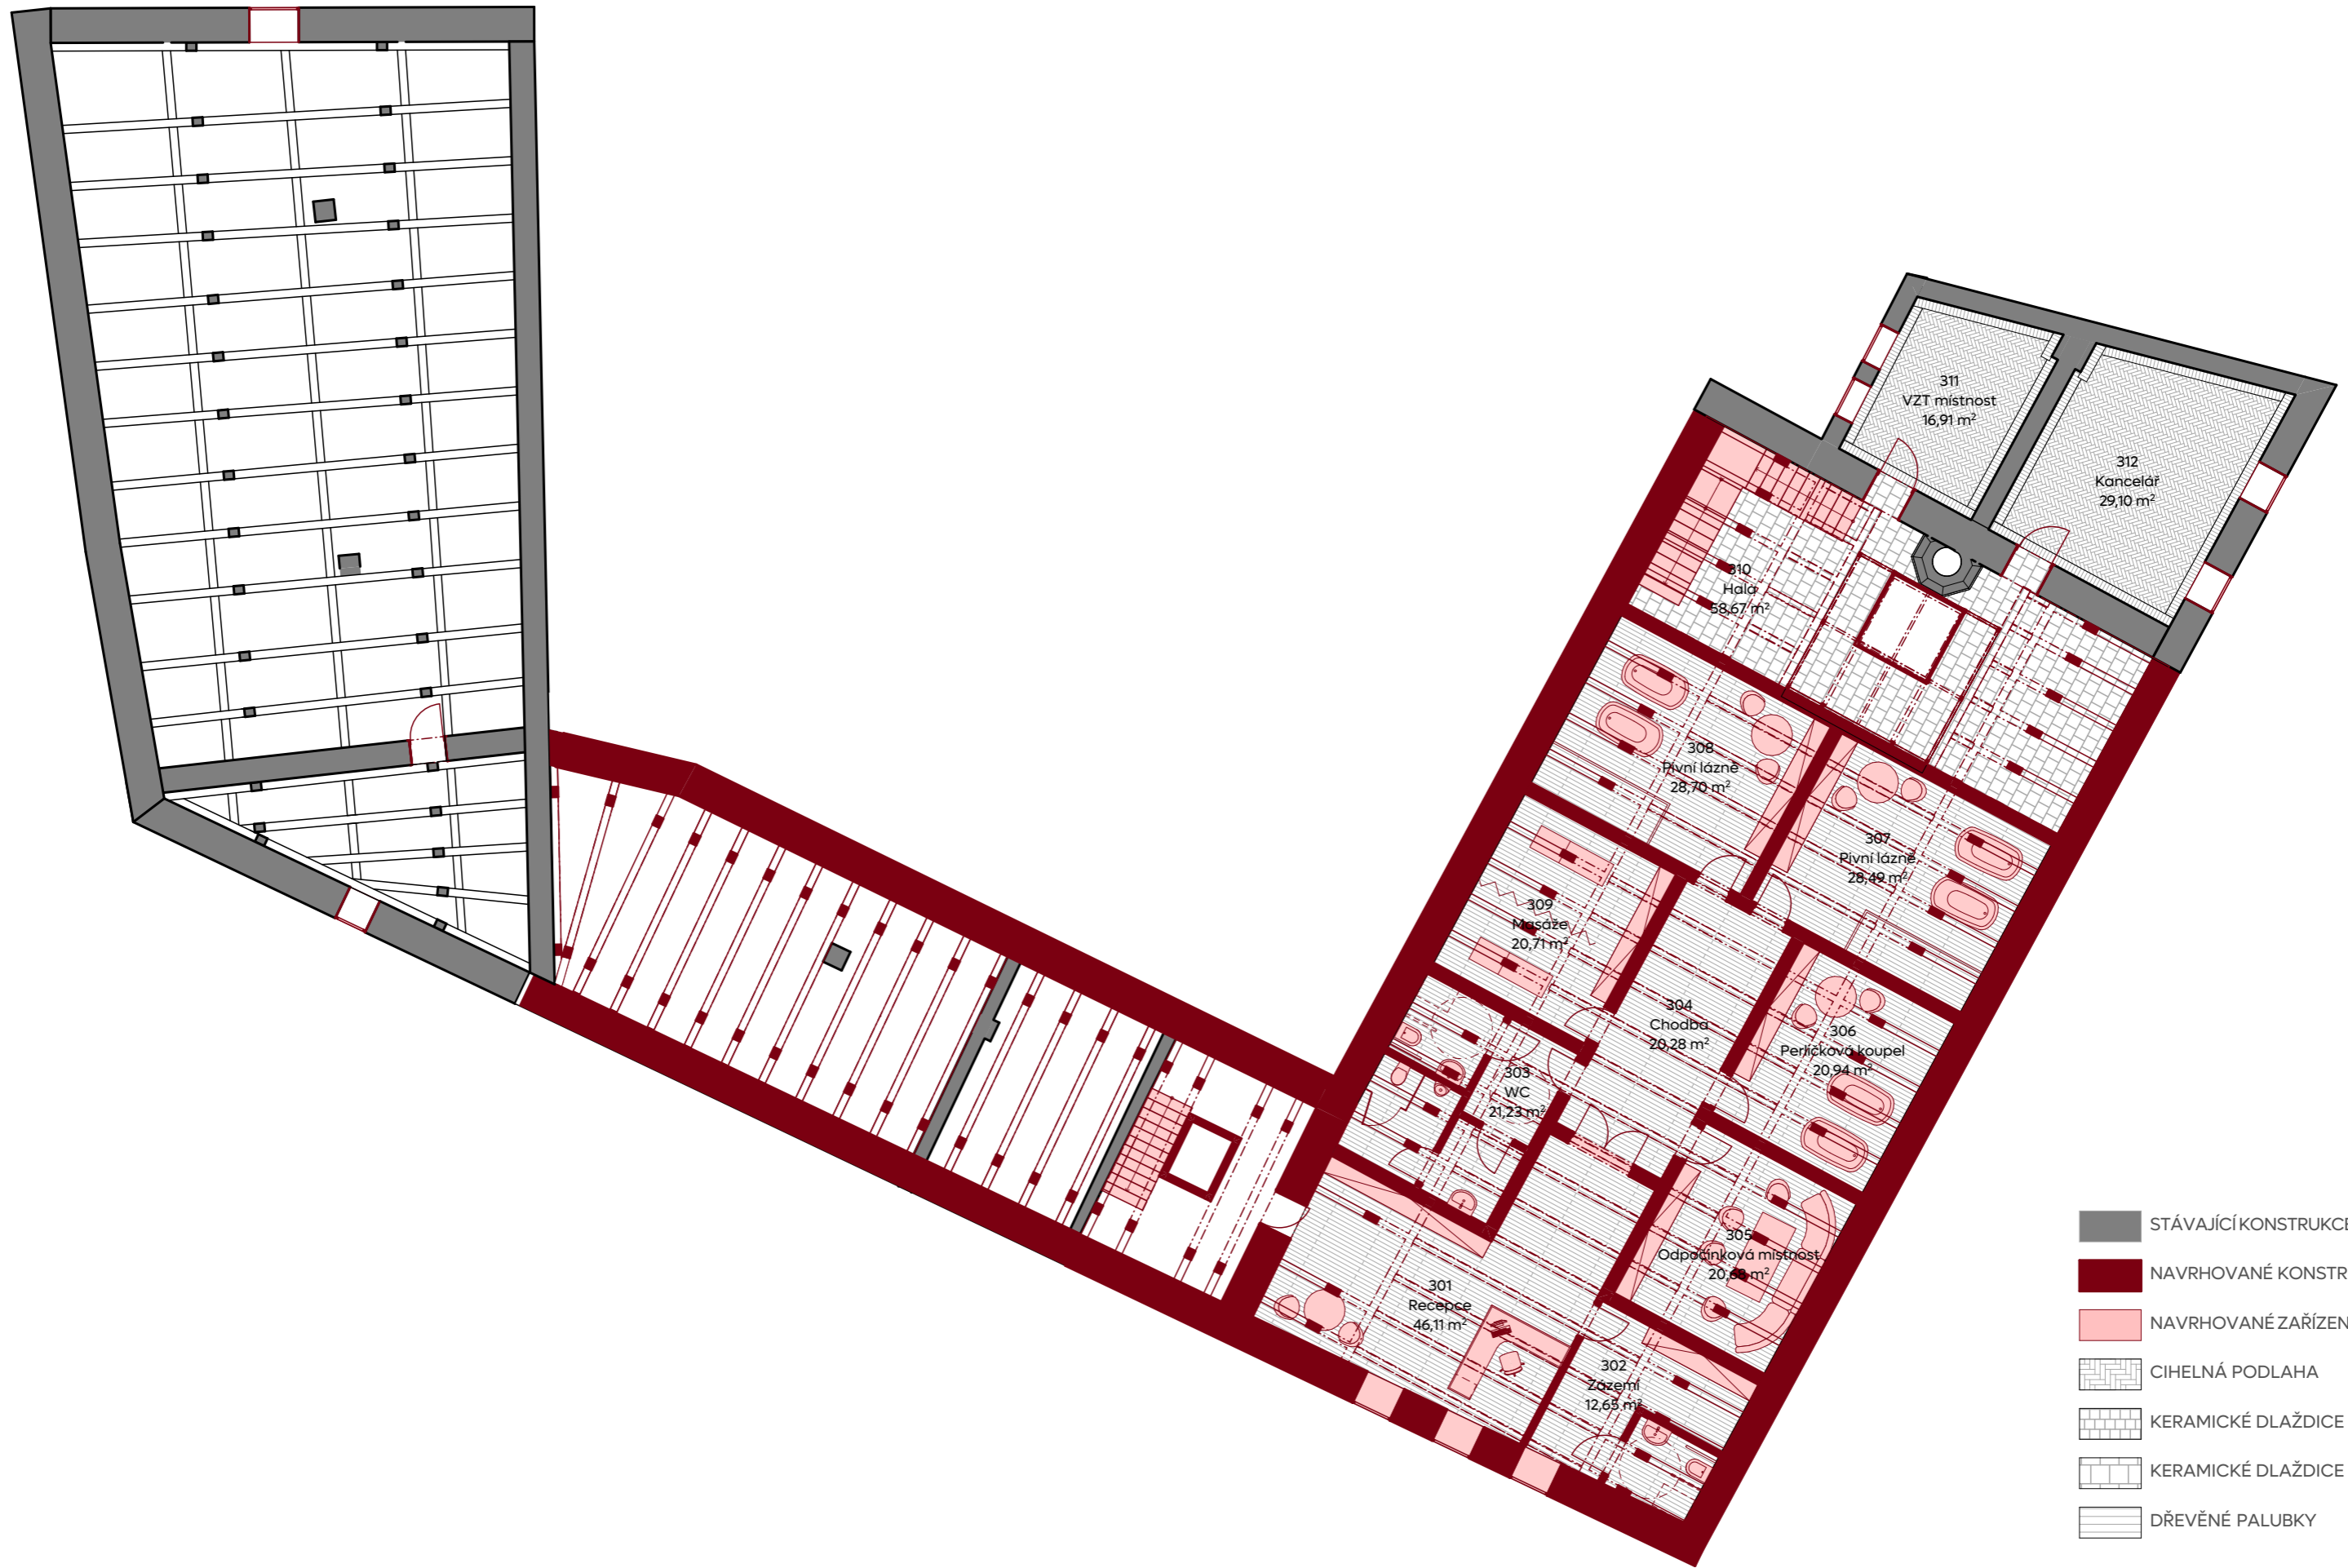 311
VZT místnost
16,91 m²
312
Kancelář
29,10 m²
310
Hala
58,67 m²
308
Pivní lázně
28,70 m²
307
Pivní lázně
28,49 m²
309
Masáže
20,71 m²
304
Chodba
20,28 m²
306
Perličková koupel
20,94 m²
303
WC
21,23 m²
305
Odpočinková místnost
20,68 m²
301
Recepce
46,11 m²
302
Zázemí
12,65 m²
STÁVAJÍCÍ KONSTRUKCE
NAVRHOVANÉ KONSTR
NAVRHOVANÉ ZAŘÍZEN
CIHELNÁ PODLAHA
KERAMICKÉ DLAŽDICE
KERAMICKÉ DLAŽDICE
DŘEVĚNÉ PALUBKY